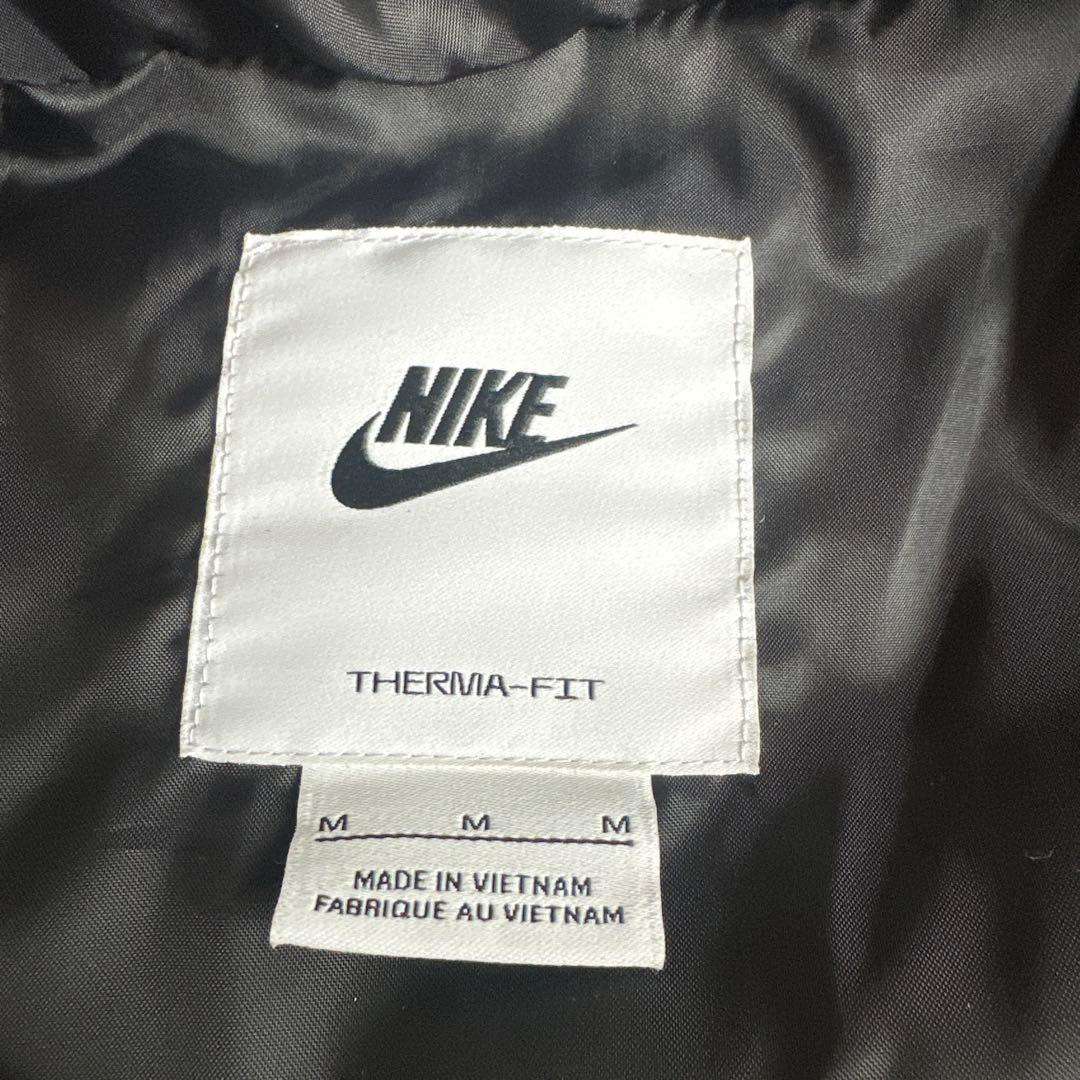 NIKE
THERMA-FIT
M M M
MADE IN VIETNAM
FABRIQUE AU VIETNAM